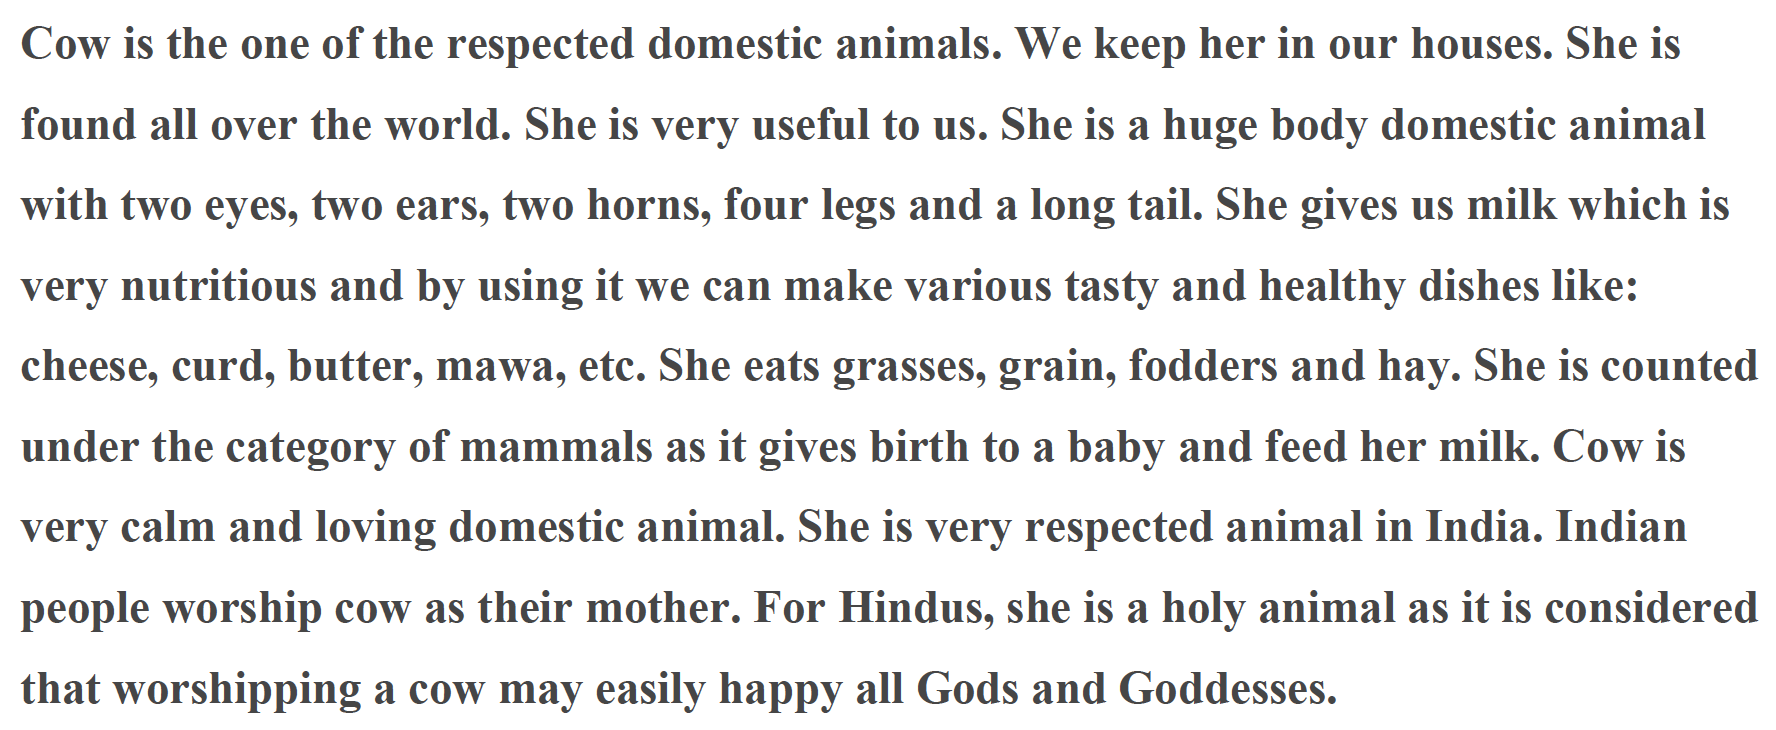 Cow is the one of the respected domestic animals. We keep her in our houses. She is
found all over the world. She is very useful to us. She is a huge body domestic animal
with two eyes, two ears, two horns, four legs and a long tail. She gives us milk which is
very nutritious and by using it we can make various tasty and healthy dishes like:
cheese, curd, butter, mawa, etc. She eats grasses, grain, fodders and hay. She is counted
under the category of mammals as it gives birth to a baby and feed her milk. Cow is
very calm and loving domestic animal. She is very respected animal in India. Indian
people worship cow as their mother. For Hindus, she is a holy animal as it is considered
that worshipping a cow may easily happy all Gods and Goddesses.